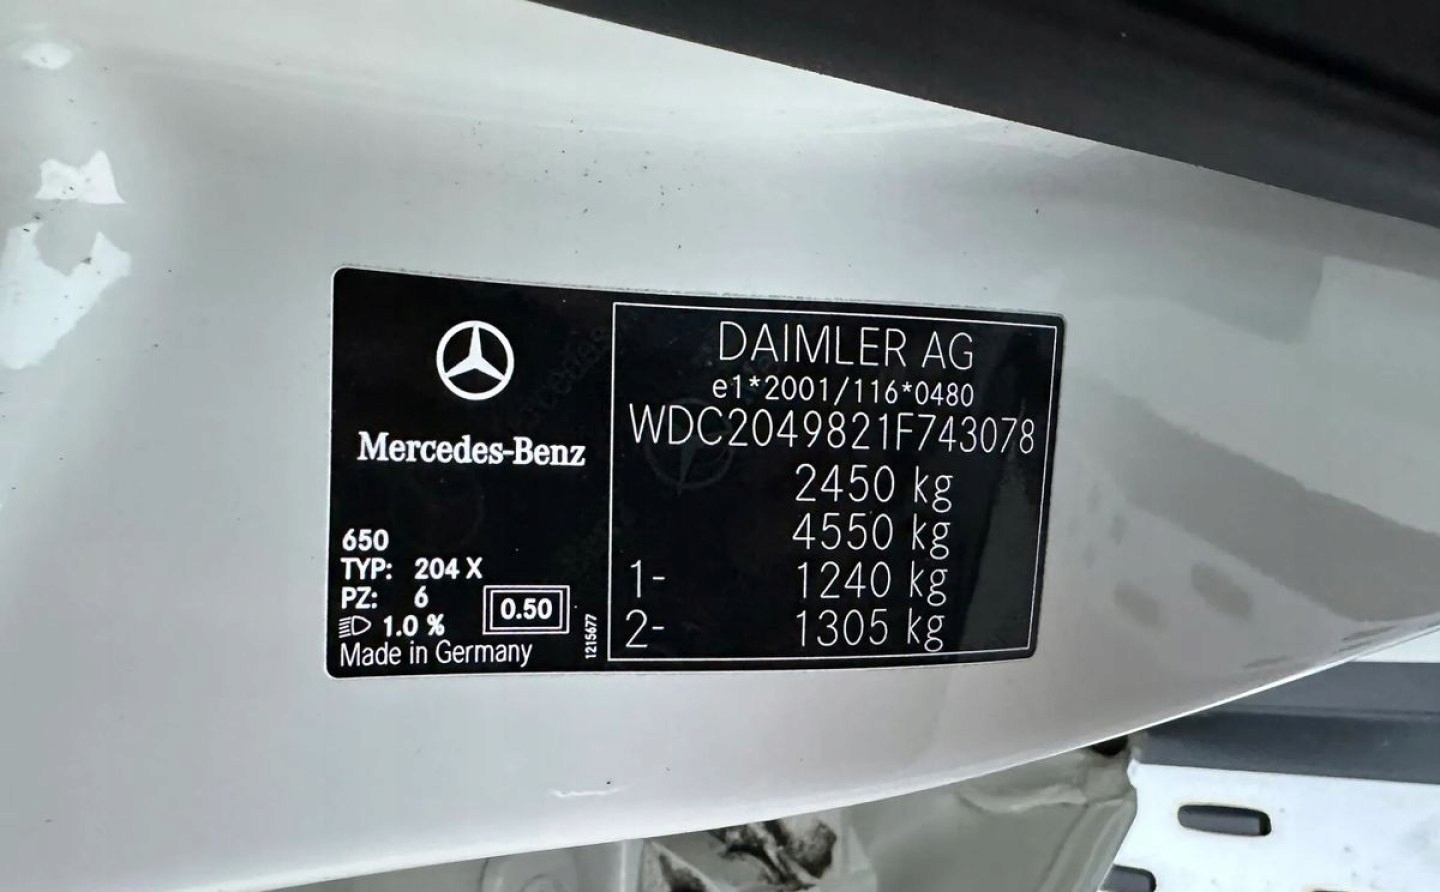 Mercedes-Benz
650
TYP: 204 X
PZ: 6
1.0 %
0.50
Made in Germany
1215677
DAIMLER AG
e1*2001/116*0480
WDC2049821F743078
2450 kg
4550 kg
1- 1240 kg
2- 1305 kg